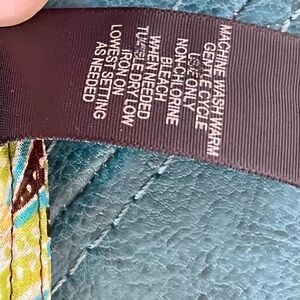 MACHINE WASH WARM
GENTLE CYCLE
USE ONLY
NON-CHLORINE
BLEACH
WHEN NEEDED
TUMBLE DRY LOW
IRON ON
LOWEST SETTING
AS NEEDED